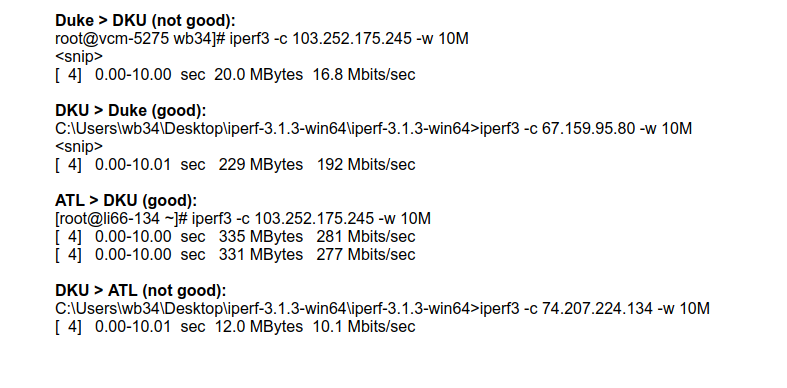 Duke > DKU (not good):
root@vcm-5275 wb34]# iperf3 -c 103.252.175.245 -w 10M
<snip>
[ 4] 0.00-10.00 sec 20.0 MBytes 16.8 Mbits/sec
DKU > Duke (good):
C:\Users\wb34\Desktop\iperf-3.1.3-win64\iperf-3.1.3-win64>iperf3 -c 67.159.95.80 -w 10M
<snip>
[ 4] 0.00-10.01 sec 229 MBytes 192 Mbits/sec
ATL > DKU (good):
[root@li66-134 ~]# iperf3 -c 103.252.175.245 -w 10M
[ 4] 0.00-10.00 sec 335 MBytes 281 Mbits/sec
[ 4] 0.00-10.00 sec 331 MBytes 277 Mbits/sec
DKU > ATL (not good):
C:\Users\wb34\Desktop\iperf-3.1.3-win64\iperf-3.1.3-win64>iperf3 -c 74.207.224.134 -w 10M
[ 4] 0.00-10.01 sec 12.0 MBytes 10.1 Mbits/sec